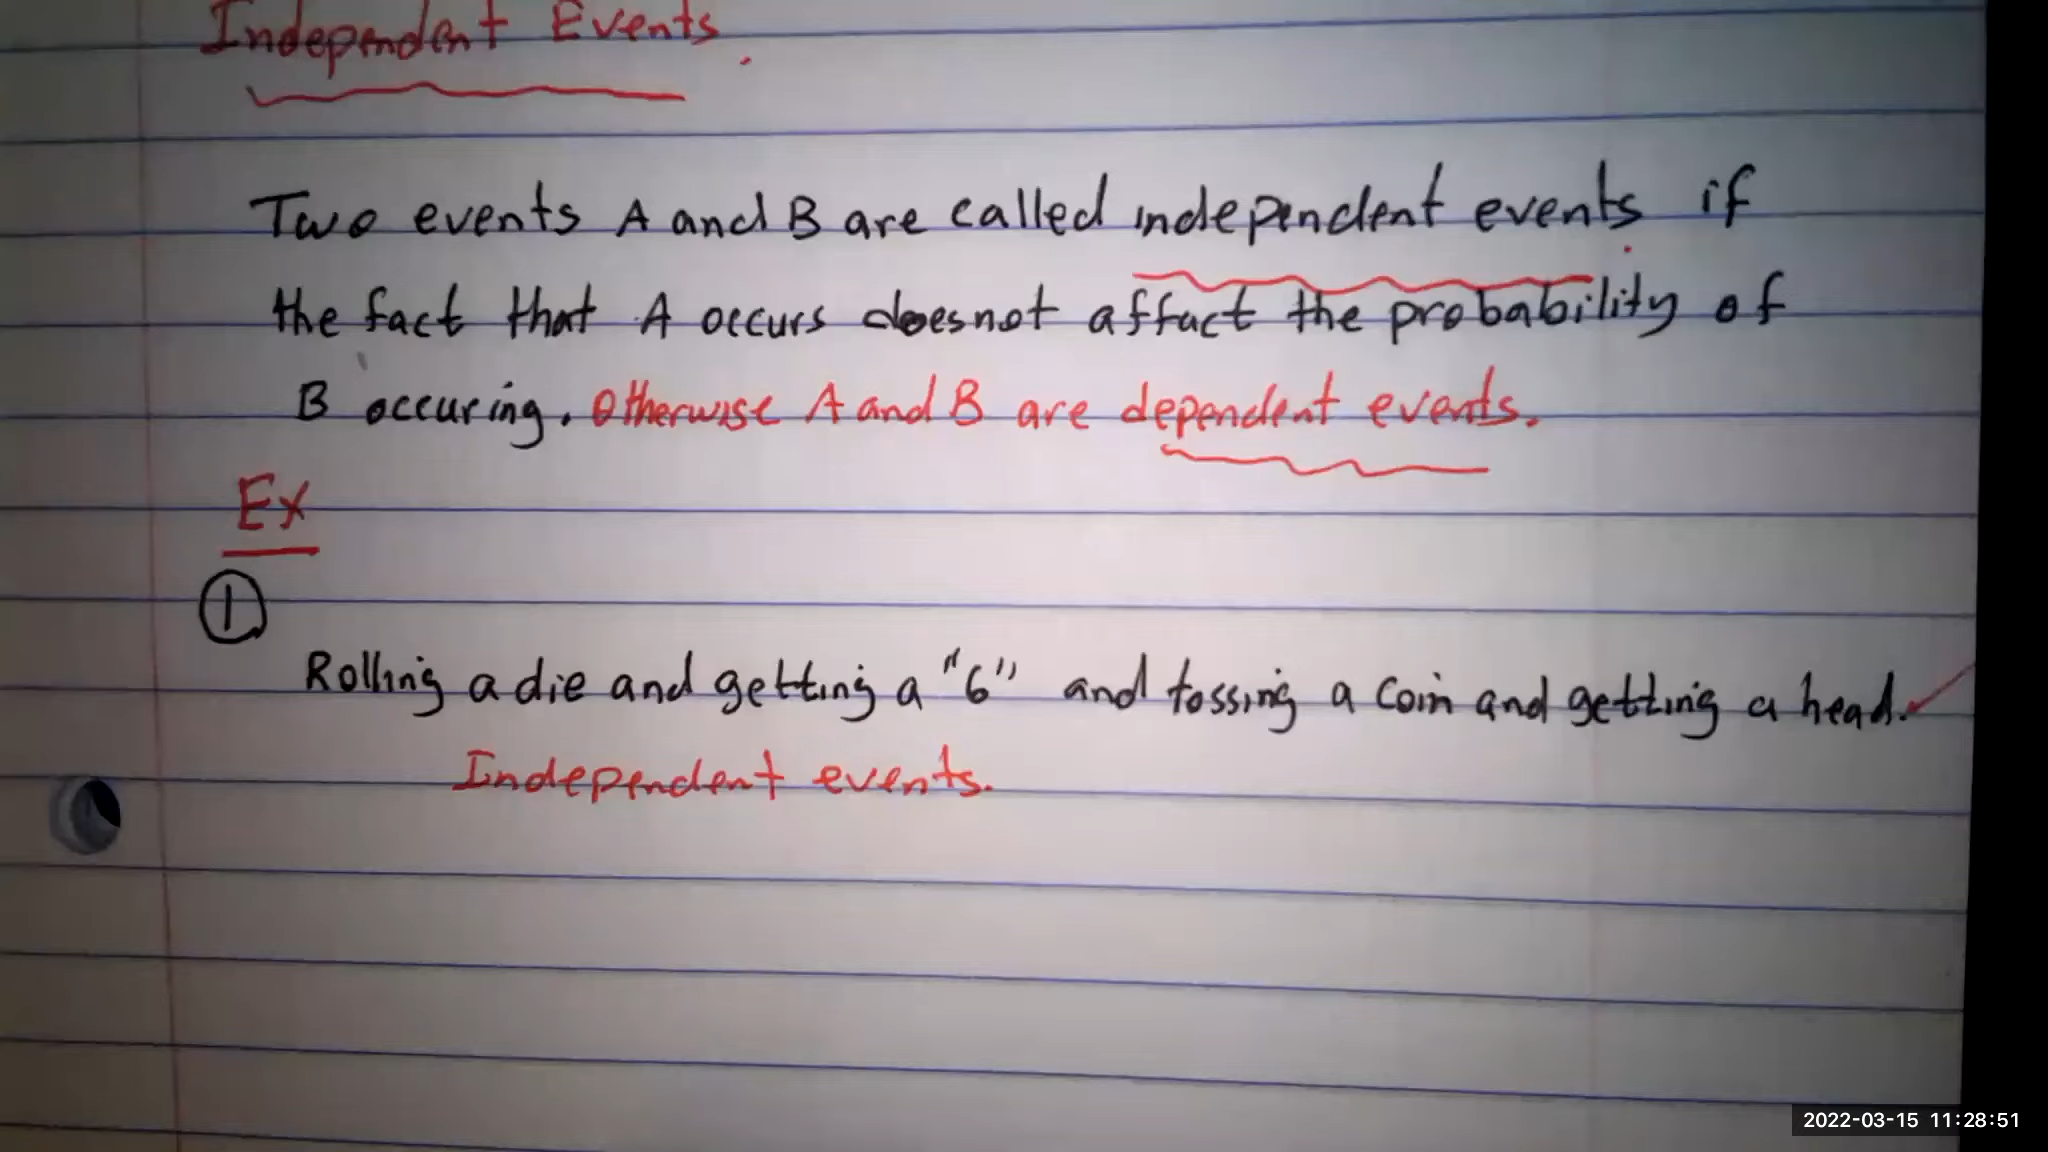 Independent Events.
Two events A and B are called independent events if
the fact that A occurs doesnot affact the probability of
B occuring. Otherwise A and B are dependent events.
Ex
1
Rolling a die and getting a "6" and tossing a coin and getting a head.
Independent events.
2022-03-15 11:28:51